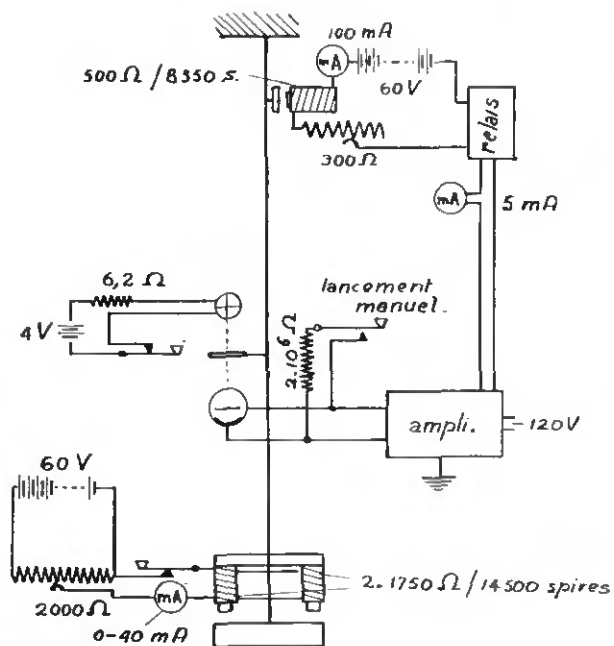 100 mA
mA
500 Ω / 8350 s.
60 V
relais
300 Ω
mA
5 mA
6,2 Ω
lancement
manuel.
4 V
2.10⁶ Ω
ampli.
120V
60 V
2. 1750 Ω / 14500 spires
2000 Ω
mA
0-40 mA